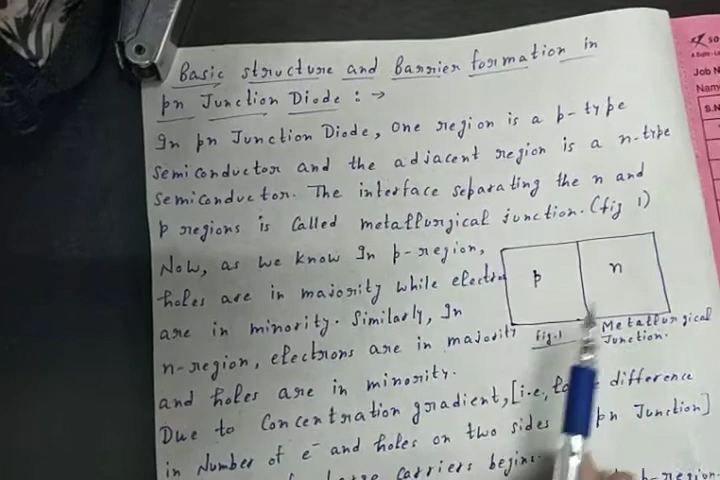 Basic structure and Barrier formation in
pn Junction Diode : →
In pn Junction Diode, one region is a p-type
semiconductor and the adjacent region is a n-type
semiconductor. The interface separating the n and
p regions is called metallurgical junction. (fig 1)
Now, as we know In p-region,
holes are in majority while electro
are in minority. Similarly, In
n-region, electrons are in majority
and holes are in minority.
p
n
fig.1
Metallurgical
Junction.
Due to Concentration gradient, [i.e, difference
in Number of e⁻ and holes on two sides pn Junction]
carriers begins.
p-region.
Job N
Name
S.N